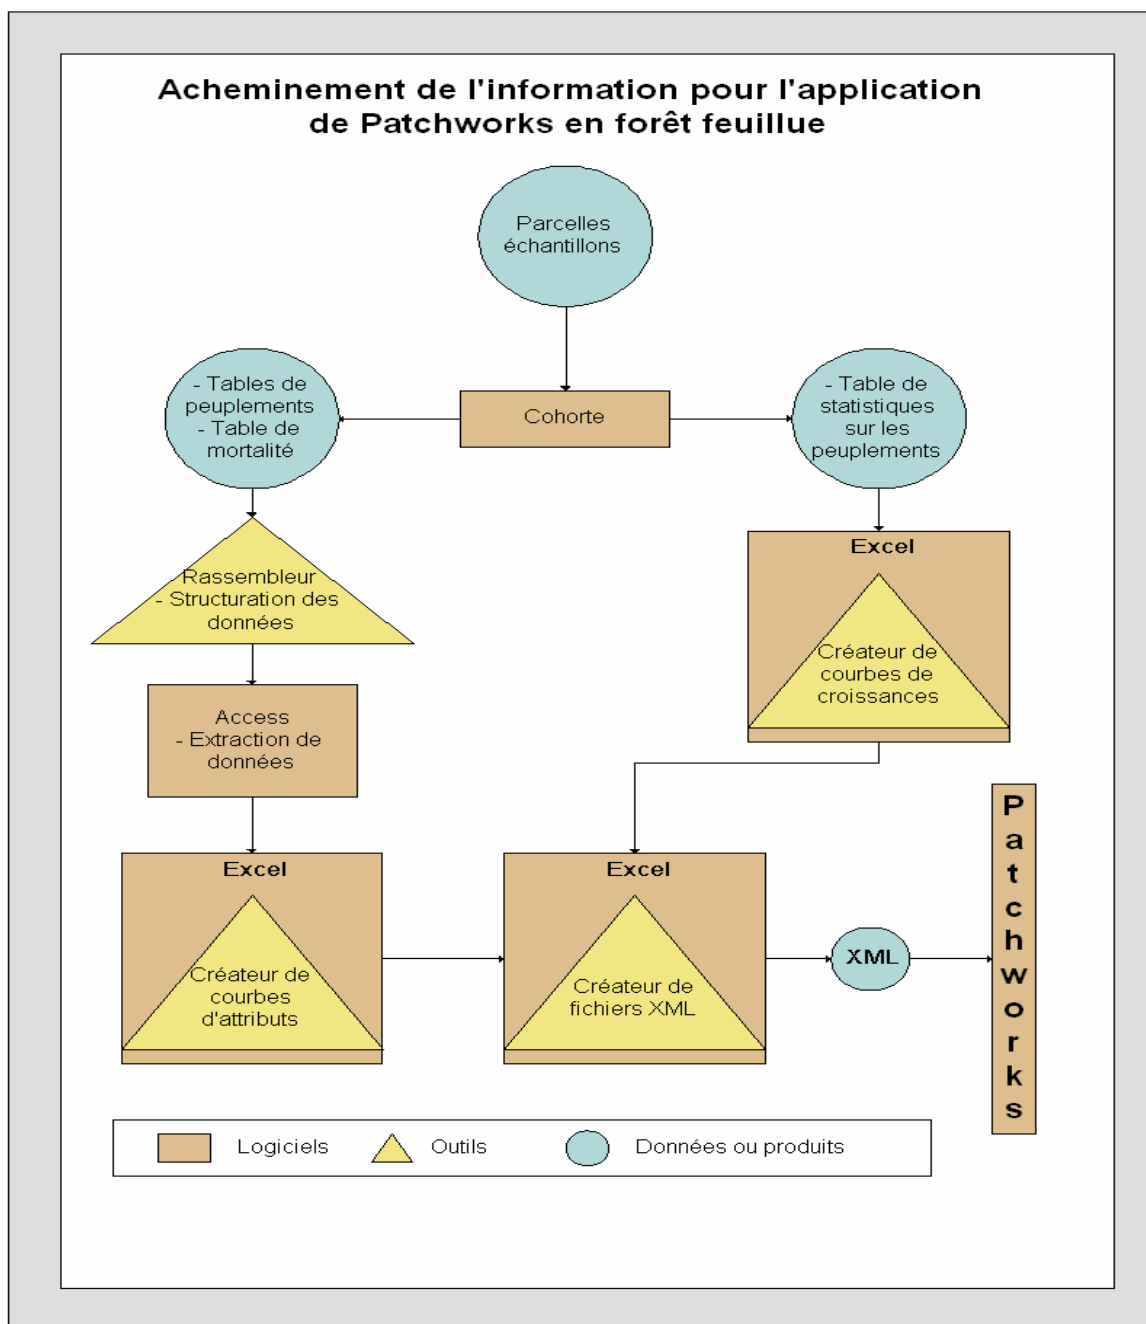 Acheminement de l'information pour l'application
de Patchworks en forêt feuillue
Parcelles
échantillons
- Tables de
peuplements
- Table de
mortalité
Cohorte
- Table de
statistiques
sur les
peuplements
Rassembleur
- Structuration des
données
Excel
Créateur de
courbes de
croissances
Access
- Extraction de
données
Excel
Créateur de
courbes
d'attributs
Excel
Créateur de
fichiers XML
XML
Patchworks
Logiciels
Outils
Données ou produits